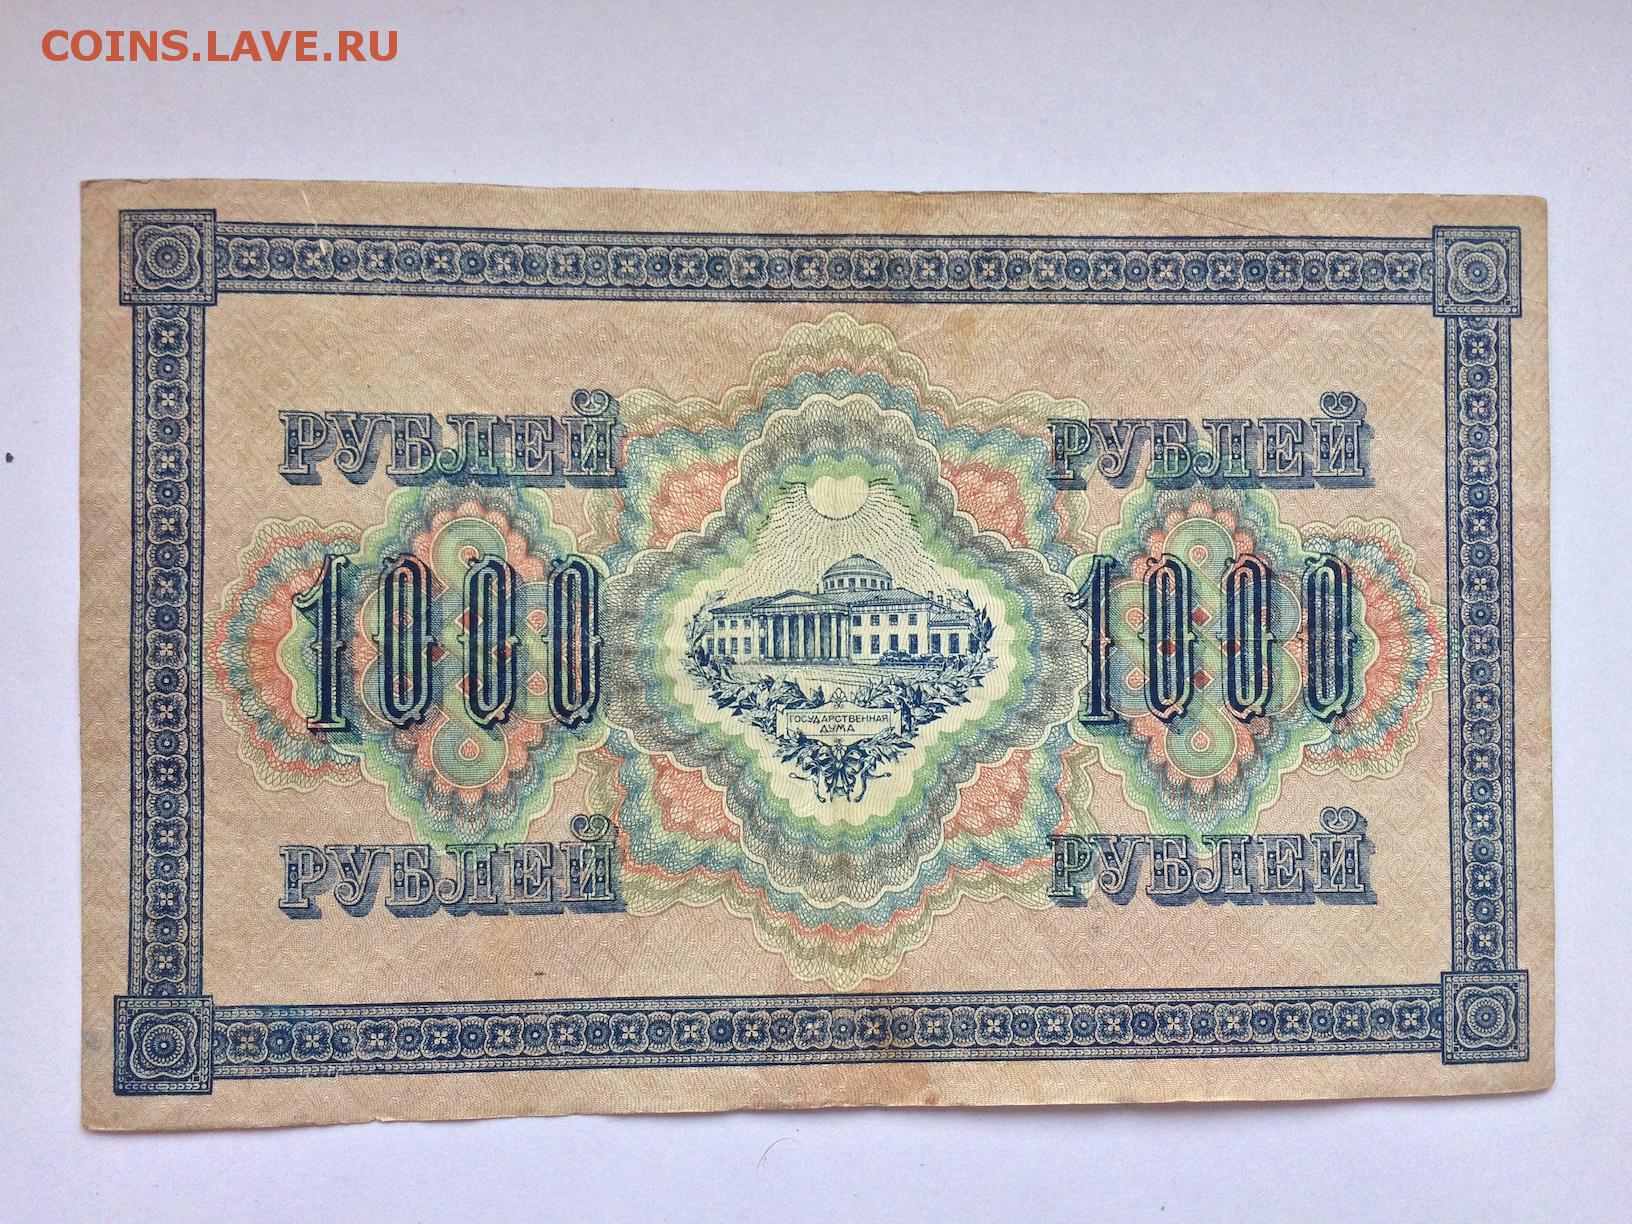 COINS.LAVE.RU
РУБЛЕЙ РУБЛЕЙ
1000 1000
ГОСУДАРСТВЕННАЯ
ДУМА
РУБЛЕЙ РУБЛЕЙ